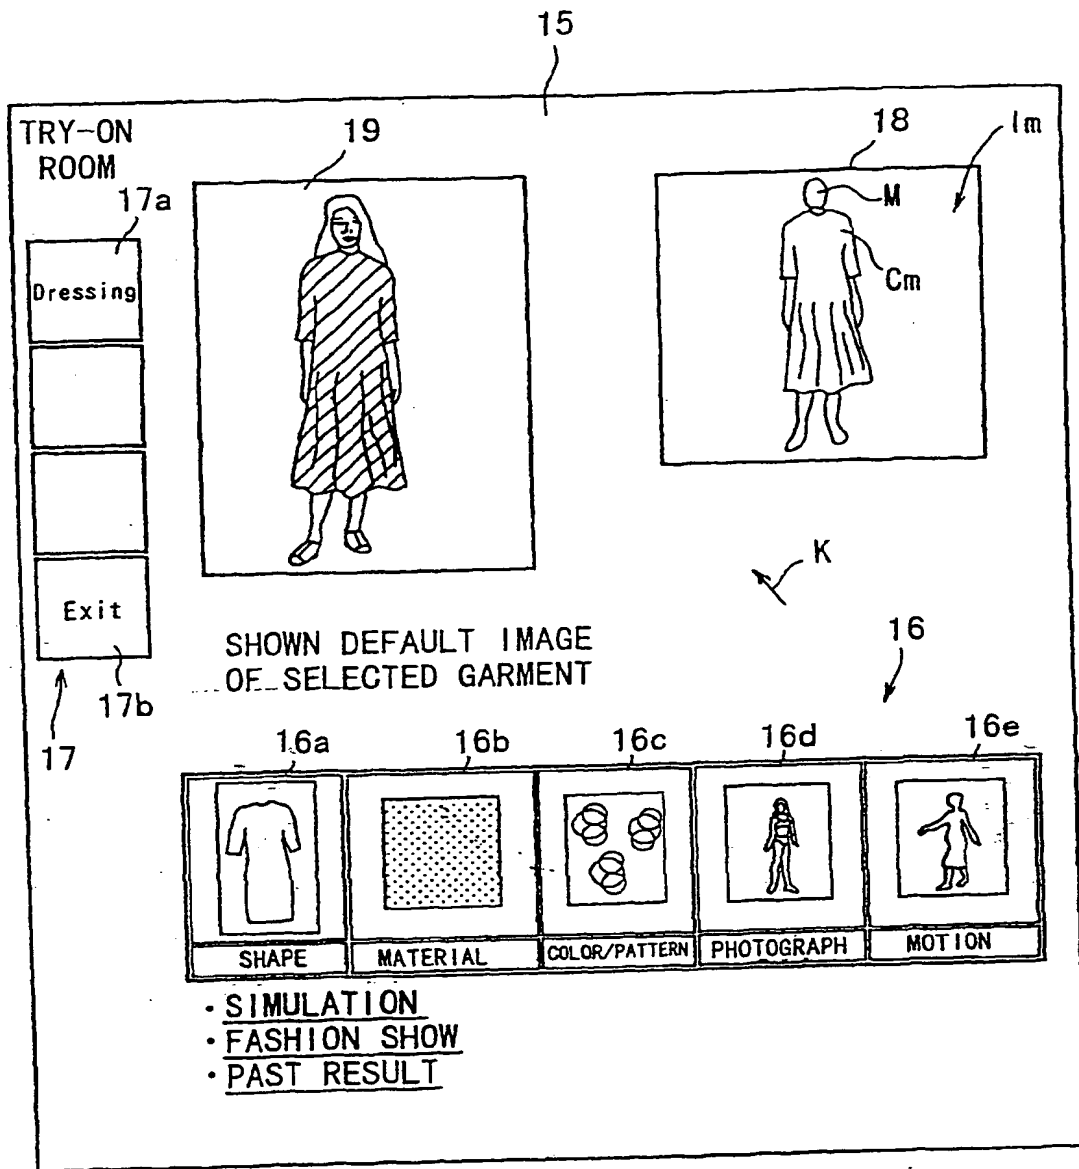 15
TRY-ON
ROOM
19
18
Im
17a
M
Dressing
Cm
K
Exit
SHOWN DEFAULT IMAGE
OF SELECTED GARMENT
16
17b
17
16a
16b
16c
16d
16e
SHAPE
MATERIAL
COLOR/PATTERN
PHOTOGRAPH
MOTION
· SIMULATION
· FASHION SHOW
· PAST RESULT